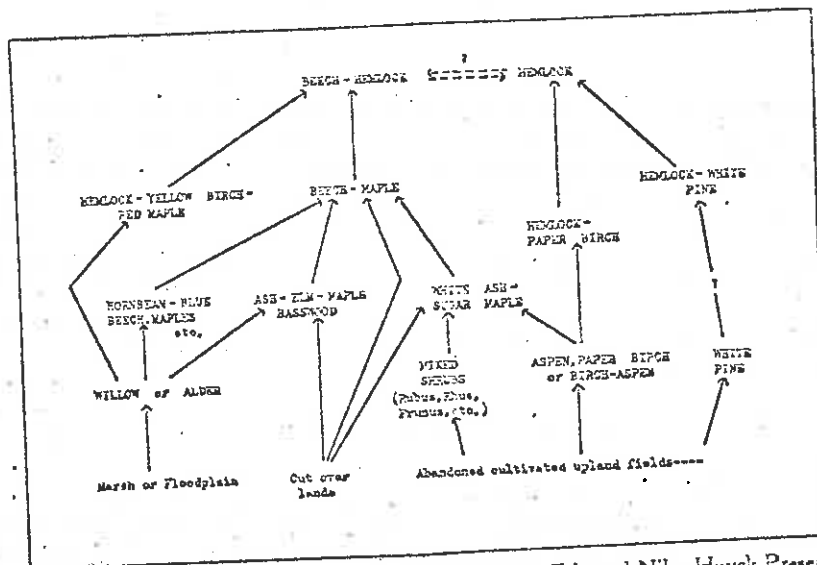 ?
BEECH-HEMLOCK HEMLOCK
HEMLOCK-YELLOW BIRCH-
RED MAPLE
BEECH-MAPLE
HEMLOCK-WHITE
PINE
HEMLOCK-
PAPER BIRCH
HORNBEAM-BLUE
BEECH, MAPLES
etc.
ASH-ELM-MAPLE
BASSWOOD
WHITE ASH-
SUGAR MAPLE
?
WILLOW or ALDER
MIXED
SHRUBS
(Rubus, Rhus,
Prunus, etc.)
ASPEN, PAPER BIRCH
or BIRCH-ASPEN
WHITE
PINE
Marsh or Floodplain
Cut over
lands
Abandoned cultivated upland fields----
Huyck